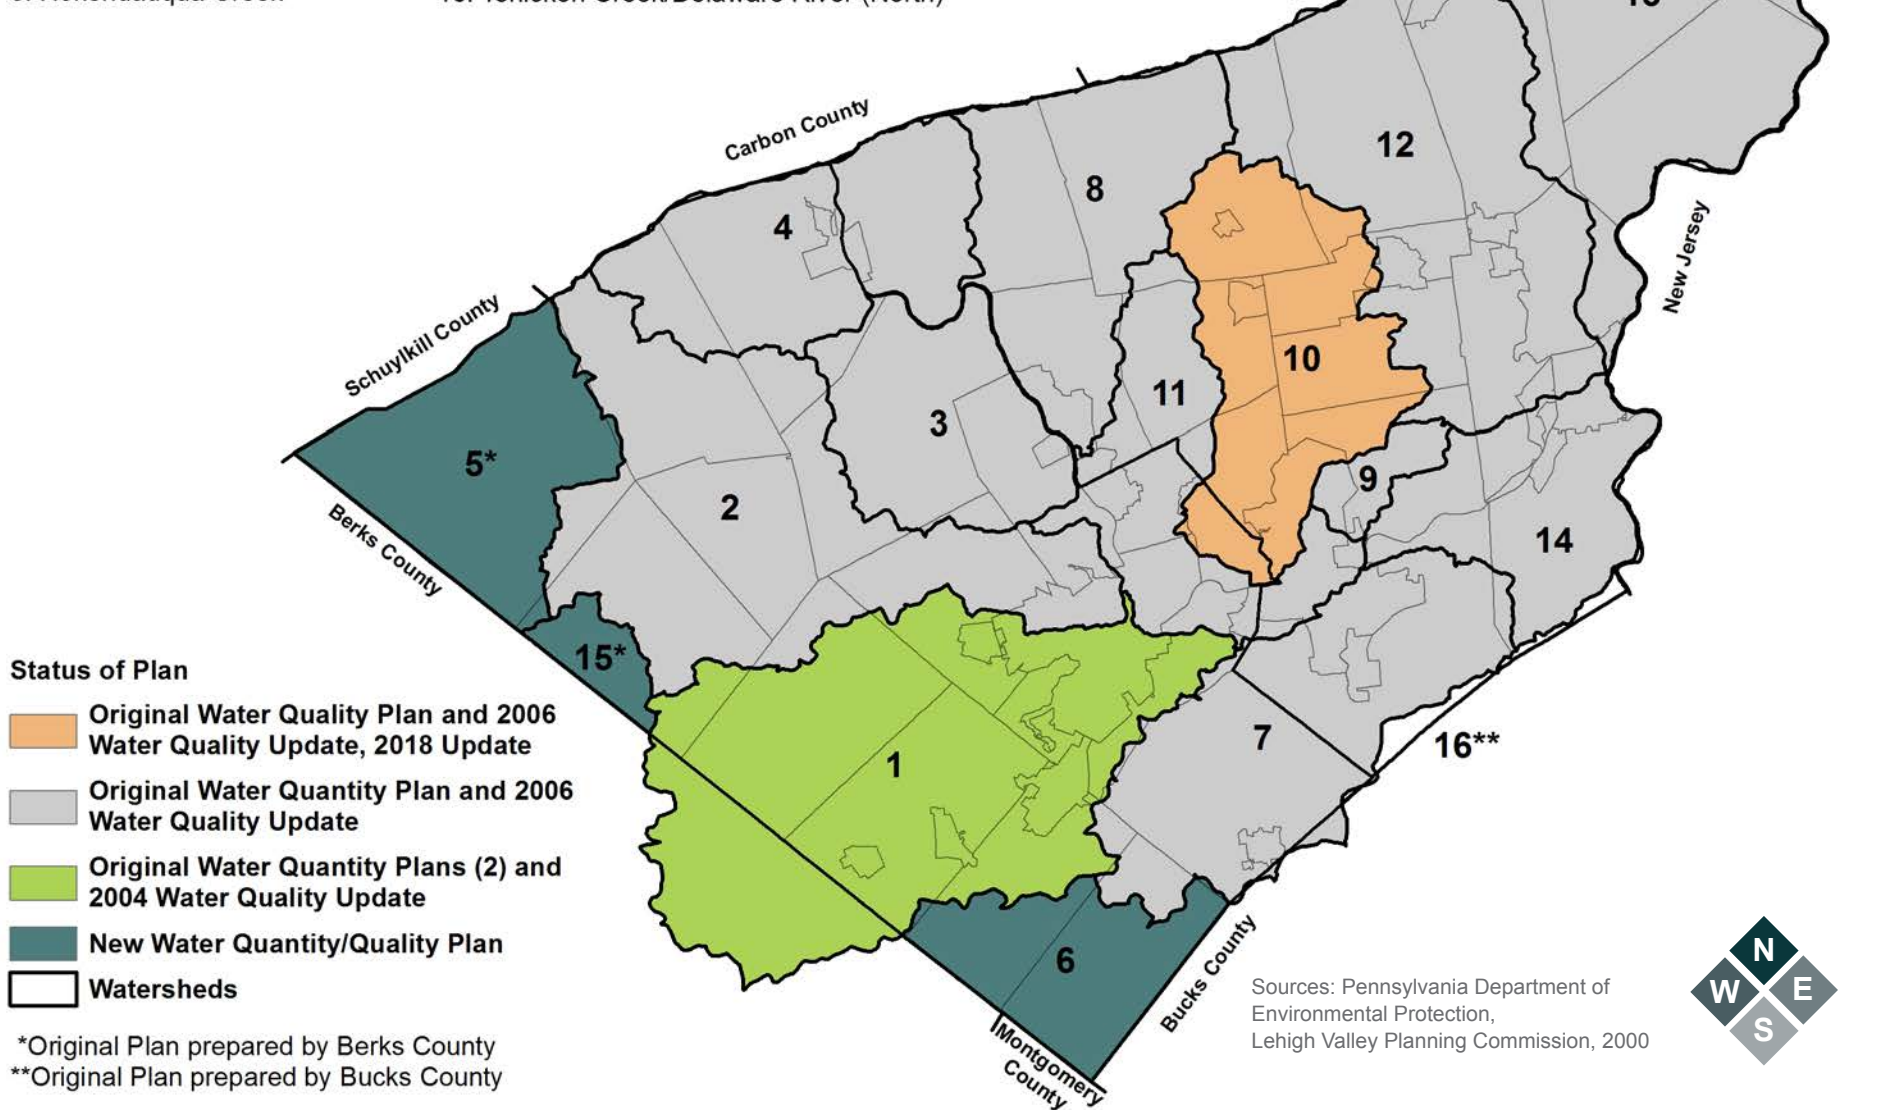 Creek/Delaware River (North)
Carbon County
12
8
4
New Jersey
Schuylkill County
10
11
3
5*
9
2
14
Berks County
15*
7
16**
1
6
Bucks County
Montgomery
County
Status of Plan
Original Water Quality Plan and 2006
Water Quality Update, 2018 Update
Original Water Quantity Plan and 2006
Water Quality Update
Original Water Quantity Plans (2) and
2004 Water Quality Update
New Water Quantity/Quality Plan
Watersheds
*Original Plan prepared by Berks County
**Original Plan prepared by Bucks County
Sources: Pennsylvania Department of
Environmental Protection,
Lehigh Valley Planning Commission, 2000
N
W E
S